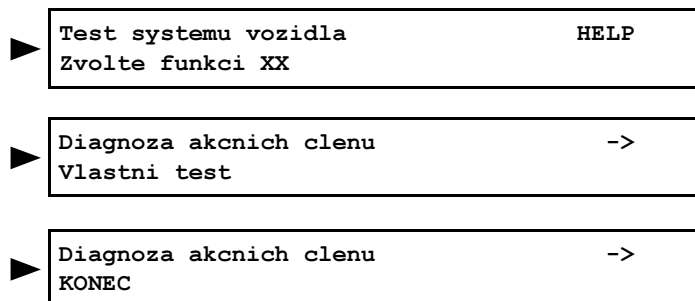 Test systemu vozidla HELP
Zvolte funkci XX
Diagnoza akcnich clenu ->
Vlastni test
Diagnoza akcnich clenu ->
KONEC